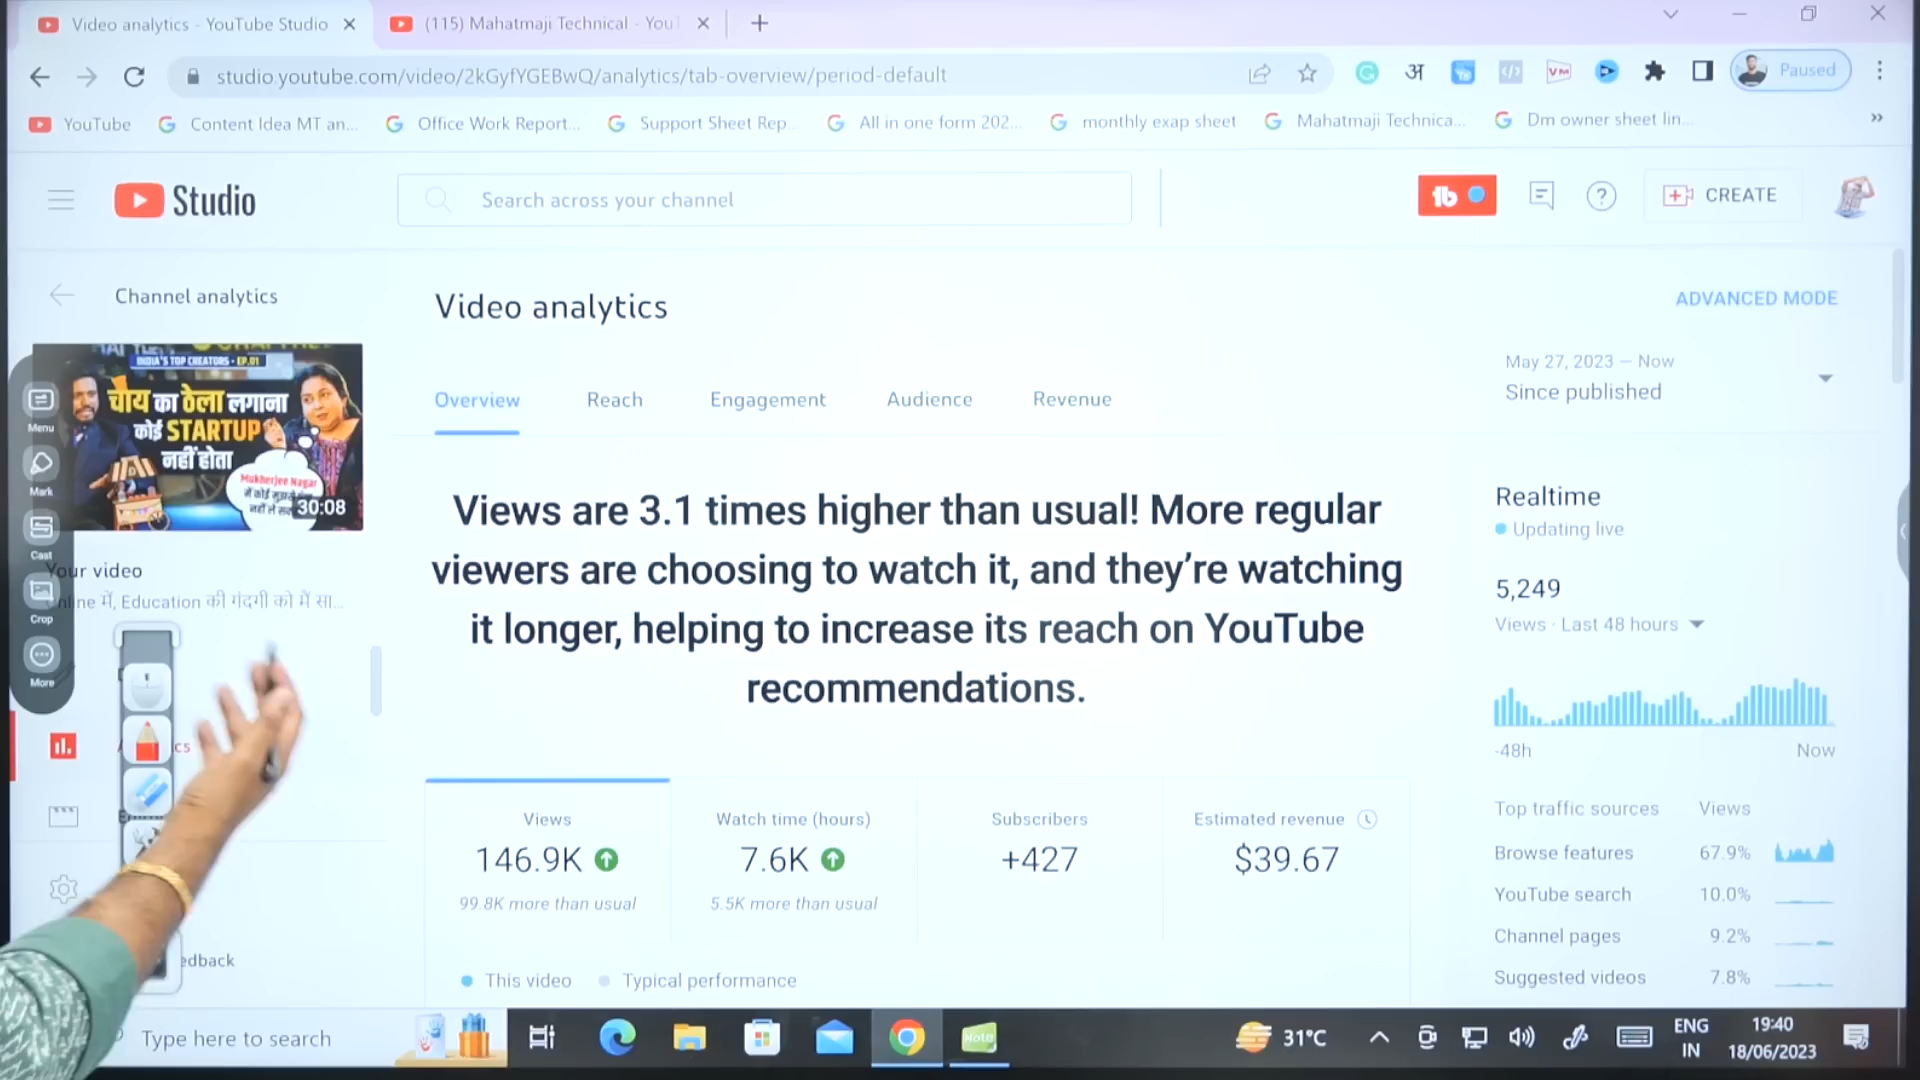 Video analytics - YouTube Studio
(115) Mahatmaji Technical - You
studio.youtube.com/video/2kGyfYGEBwQ/analytics/tab-overview/period-default
अ
VM
Paused
YouTube
Content Idea MT an...
Office Work Report...
Support Sheet Rep...
All in one form 202...
monthly exap sheet
Mahatmaji Technica...
Dm owner sheet lin...
Studio
Search across your channel
CREATE
Channel analytics
INDIA'S TOP CREATORS - EP.01
चाय का ठेला लगाना
कोई STARTUP
नहीं होता
Mukherjee Nagar
30:08
Menu
Mark
Cast
Crop
More
Your video
nline में, Education की गंदगी को मैं सा...
cs
edback
Video analytics
ADVANCED MODE
May 27, 2023 – Now
Since published
Overview
Reach
Engagement
Audience
Revenue
Views are 3.1 times higher than usual! More regular
viewers are choosing to watch it, and they’re watching
it longer, helping to increase its reach on YouTube
recommendations.
Views
146.9K
99.8K more than usual
Watch time (hours)
7.6K
5.5K more than usual
Subscribers
+427
Estimated revenue
$39.67
This video
Typical performance
Realtime
Updating live
5,249
Views · Last 48 hours
-48h
Now
Top traffic sources
Views
Browse features
67.9%
YouTube search
10.0%
Channel pages
9.2%
Suggested videos
7.8%
Type here to search
Note
31°C
ENG
IN
19:40
18/06/2023